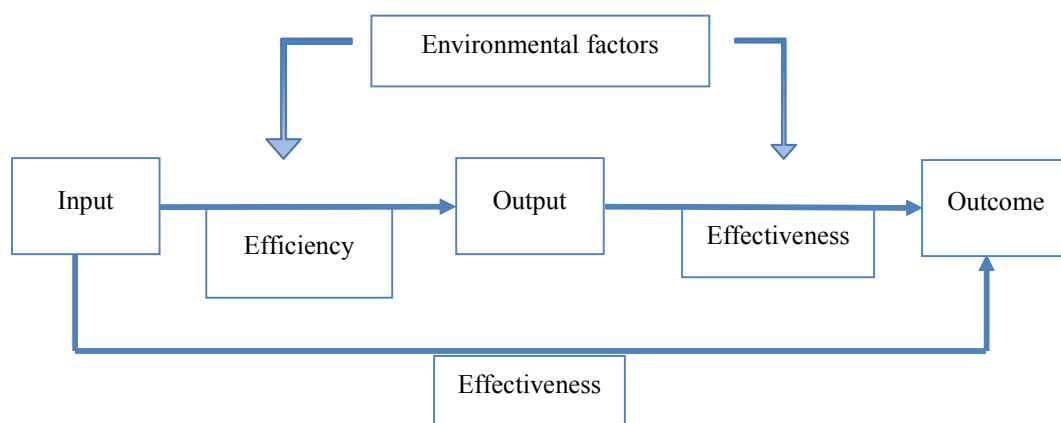 Environmental factors
Input
Output
Outcome
Efficiency
Effectiveness
Effectiveness